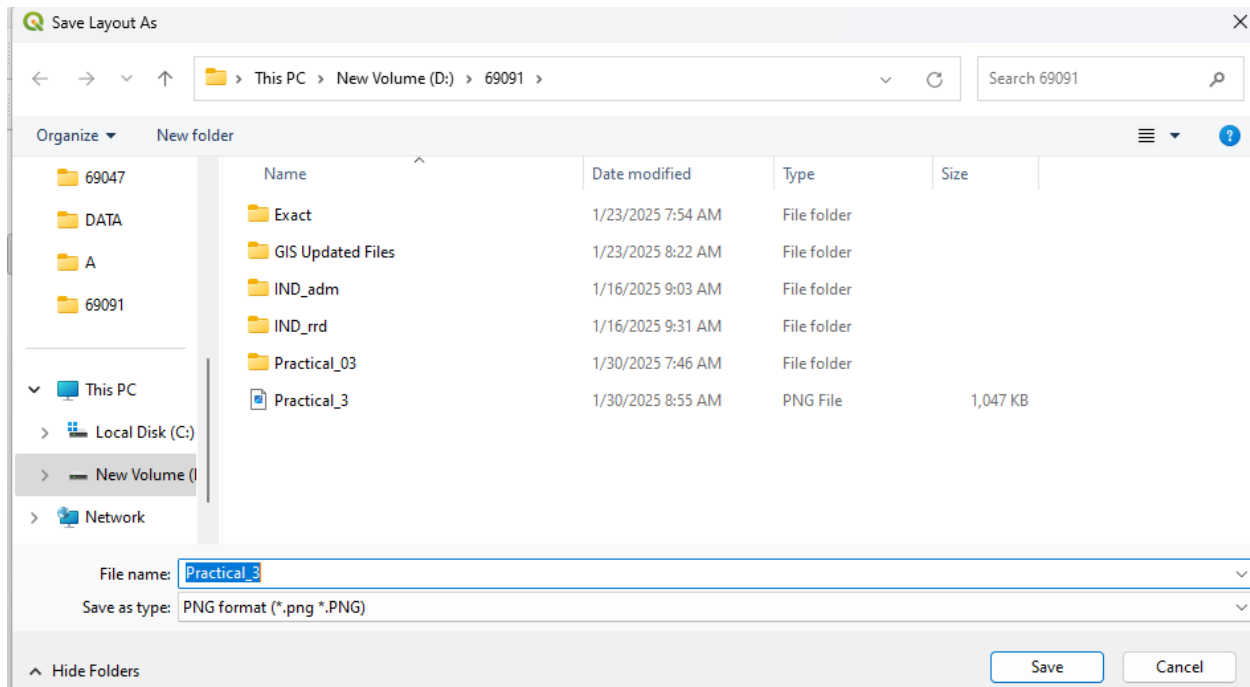 Save Layout As
This PC > New Volume (D:) > 69091 >
Search 69091
Organize
New folder
69047
DATA
A
69091
This PC
Local Disk (C:)
New Volume (
Network
Name Date modified Type Size
Exact 1/23/2025 7:54 AM File folder
GIS Updated Files 1/23/2025 8:22 AM File folder
IND_adm 1/16/2025 9:03 AM File folder
IND_rrd 1/16/2025 9:31 AM File folder
Practical_03 1/30/2025 7:46 AM File folder
Practical_3 1/30/2025 8:55 AM PNG File 1,047 KB
File name: Practical_3
Save as type: PNG format (*.png *.PNG)
Hide Folders
Save
Cancel